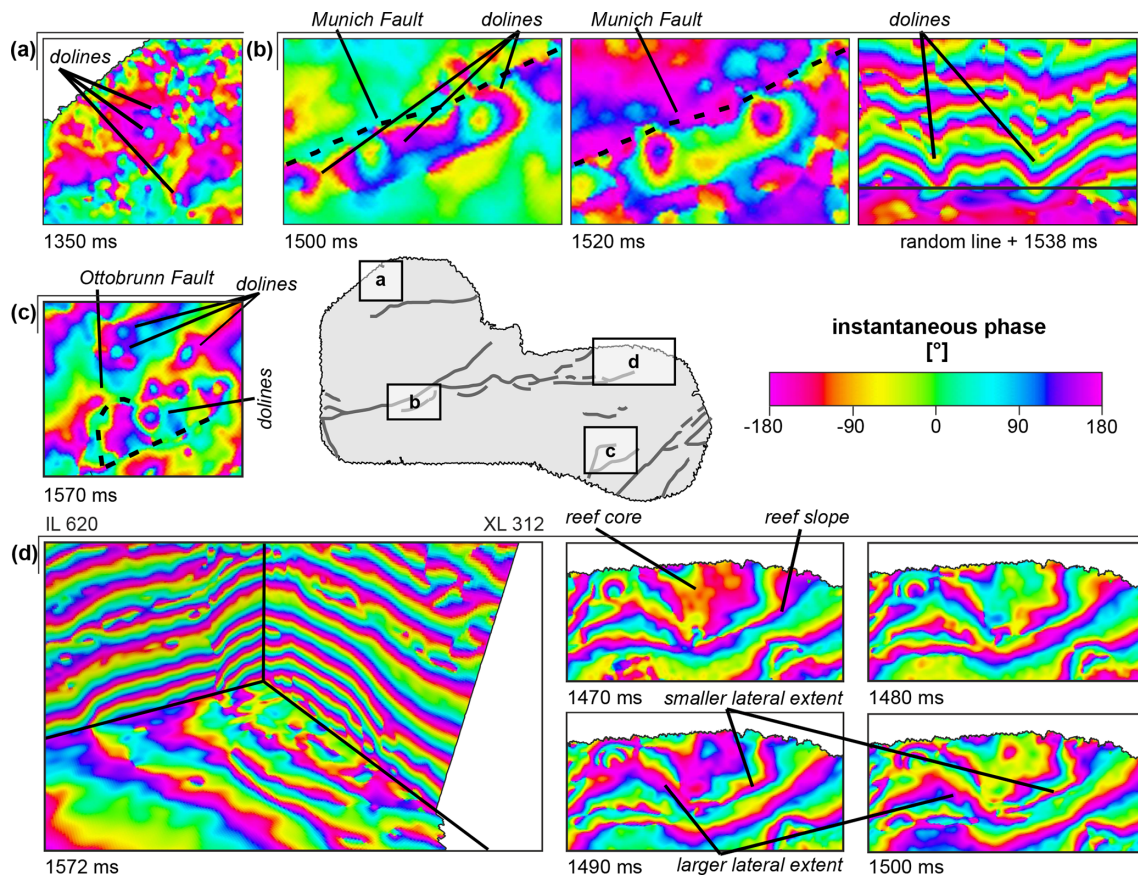 Munich Fault
dolines
Munich Fault
dolines
(a)
dolines
(b)
1350 ms
1500 ms
1520 ms
random line + 1538 ms
Ottobrunn Fault
dolines
(c)
dolines
1570 ms
a
b
c
d
instantaneous phase
[°]
-180
-90
0
90
180
IL 620
XL 312
(d)
reef core
reef slope
1470 ms
1480 ms
smaller lateral extent
1490 ms
larger lateral extent
1500 ms
1572 ms